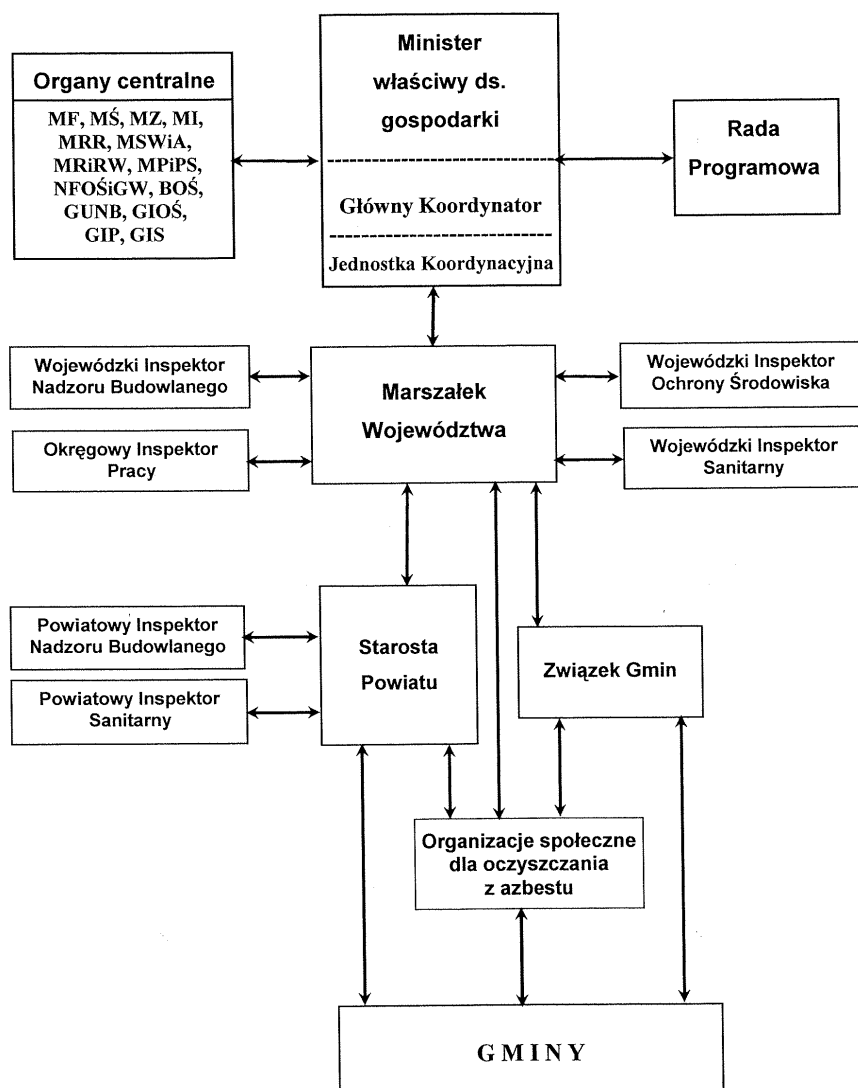 Organy centralne
MF, MŚ, MZ, MI,
MRR, MSWiA,
MRiRW, MPiPS,
NFOŚiGW, BOŚ,
GUNB, GIOŚ,
GIP, GIS
Minister
właściwy ds.
gospodarki
Główny Koordynator
Jednostka Koordynacyjna
Rada
Programowa
Wojewódzki Inspektor
Nadzoru Budowlanego
Okręgowy Inspektor
Pracy
Marszałek
Województwa
Wojewódzki Inspektor
Ochrony Środowiska
Wojewódzki Inspektor
Sanitarny
Powiatowy Inspektor
Nadzoru Budowlanego
Powiatowy Inspektor
Sanitarny
Starosta
Powiatu
Związek Gmin
Organizacje społeczne
dla oczyszczania
z azbestu
G M I N Y